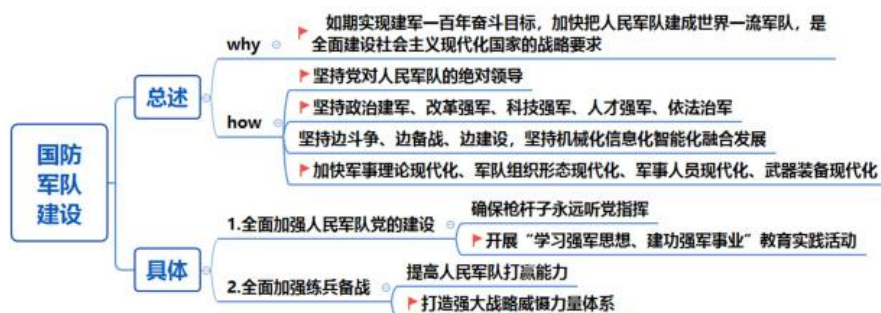 国防
军队
建设
总述
why
如期实现建军一百年奋斗目标，加快把人民军队建成世界一流军队，是
全面建设社会主义现代化国家的战略要求
how
坚持党对人民军队的绝对领导
坚持政治建军、改革强军、科技强军、人才强军、依法治军
坚持边斗争、边备战、边建设，坚持机械化信息化智能化融合发展
加快军事理论现代化、军队组织形态现代化、军事人员现代化、武器装备现代化
具体
1.全面加强人民军队党的建设
确保枪杆子永远听党指挥
开展“学习强军思想、建功强军事业”教育实践活动
2.全面加强练兵备战
提高人民军队打赢能力
打造强大战略威慑力量体系